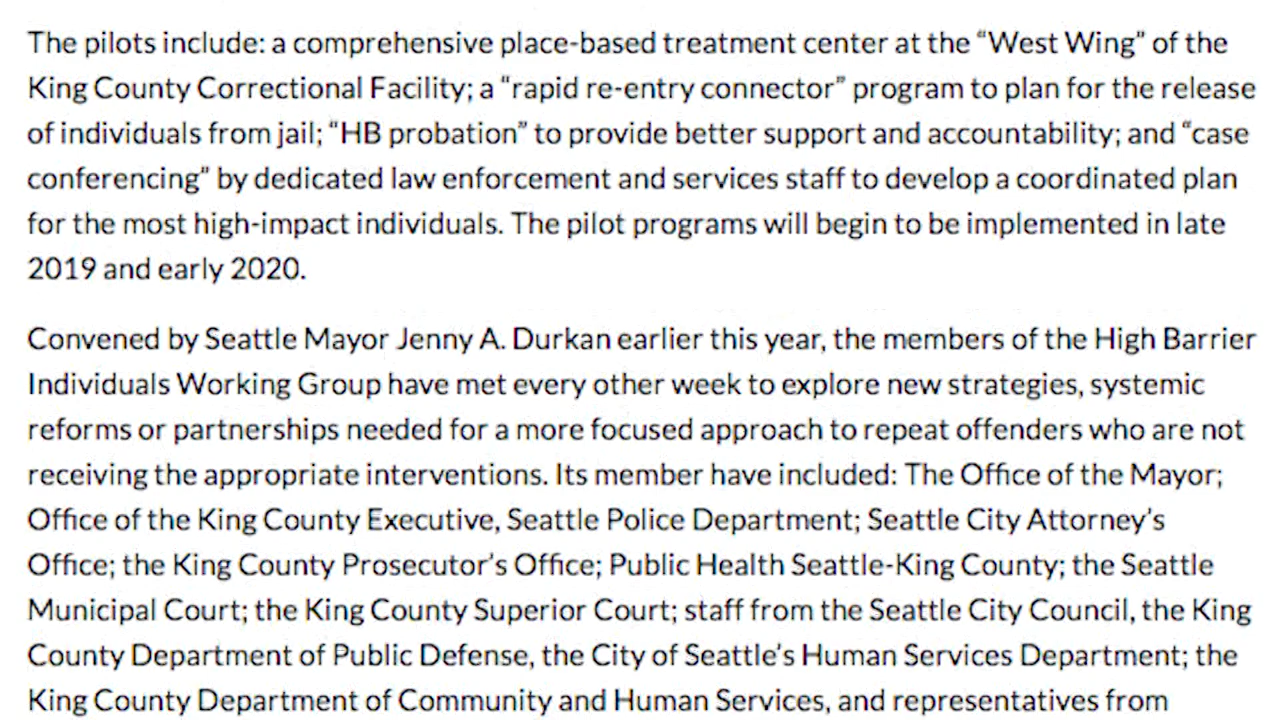 The pilots include: a comprehensive place-based treatment center at the “West Wing” of the
King County Correctional Facility; a “rapid re-entry connector” program to plan for the release
of individuals from jail; “HB probation” to provide better support and accountability; and “case
conferencing” by dedicated law enforcement and services staff to develop a coordinated plan
for the most high-impact individuals. The pilot programs will begin to be implemented in late
2019 and early 2020.
Convened by Seattle Mayor Jenny A. Durkan earlier this year, the members of the High Barrier
Individuals Working Group have met every other week to explore new strategies, systemic
reforms or partnerships needed for a more focused approach to repeat offenders who are not
receiving the appropriate interventions. Its member have included: The Office of the Mayor;
Office of the King County Executive, Seattle Police Department; Seattle City Attorney’s
Office; the King County Prosecutor’s Office; Public Health Seattle-King County; the Seattle
Municipal Court; the King County Superior Court; staff from the Seattle City Council, the King
County Department of Public Defense, the City of Seattle’s Human Services Department; the
King County Department of Community and Human Services, and representatives from